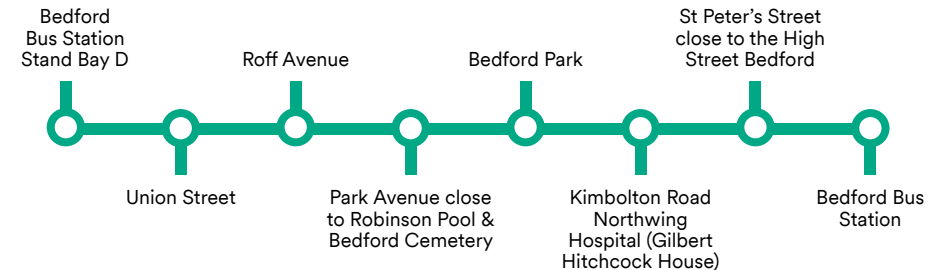 Bedford
Bus Station
Stand Bay D
Union Street
Roff Avenue
Park Avenue close
to Robinson Pool &
Bedford Cemetery
Bedford Park
Kimbolton Road
Northwing
Hospital (Gilbert
Hitchcock House)
St Peter’s Street
close to the High
Street Bedford
Bedford Bus
Station